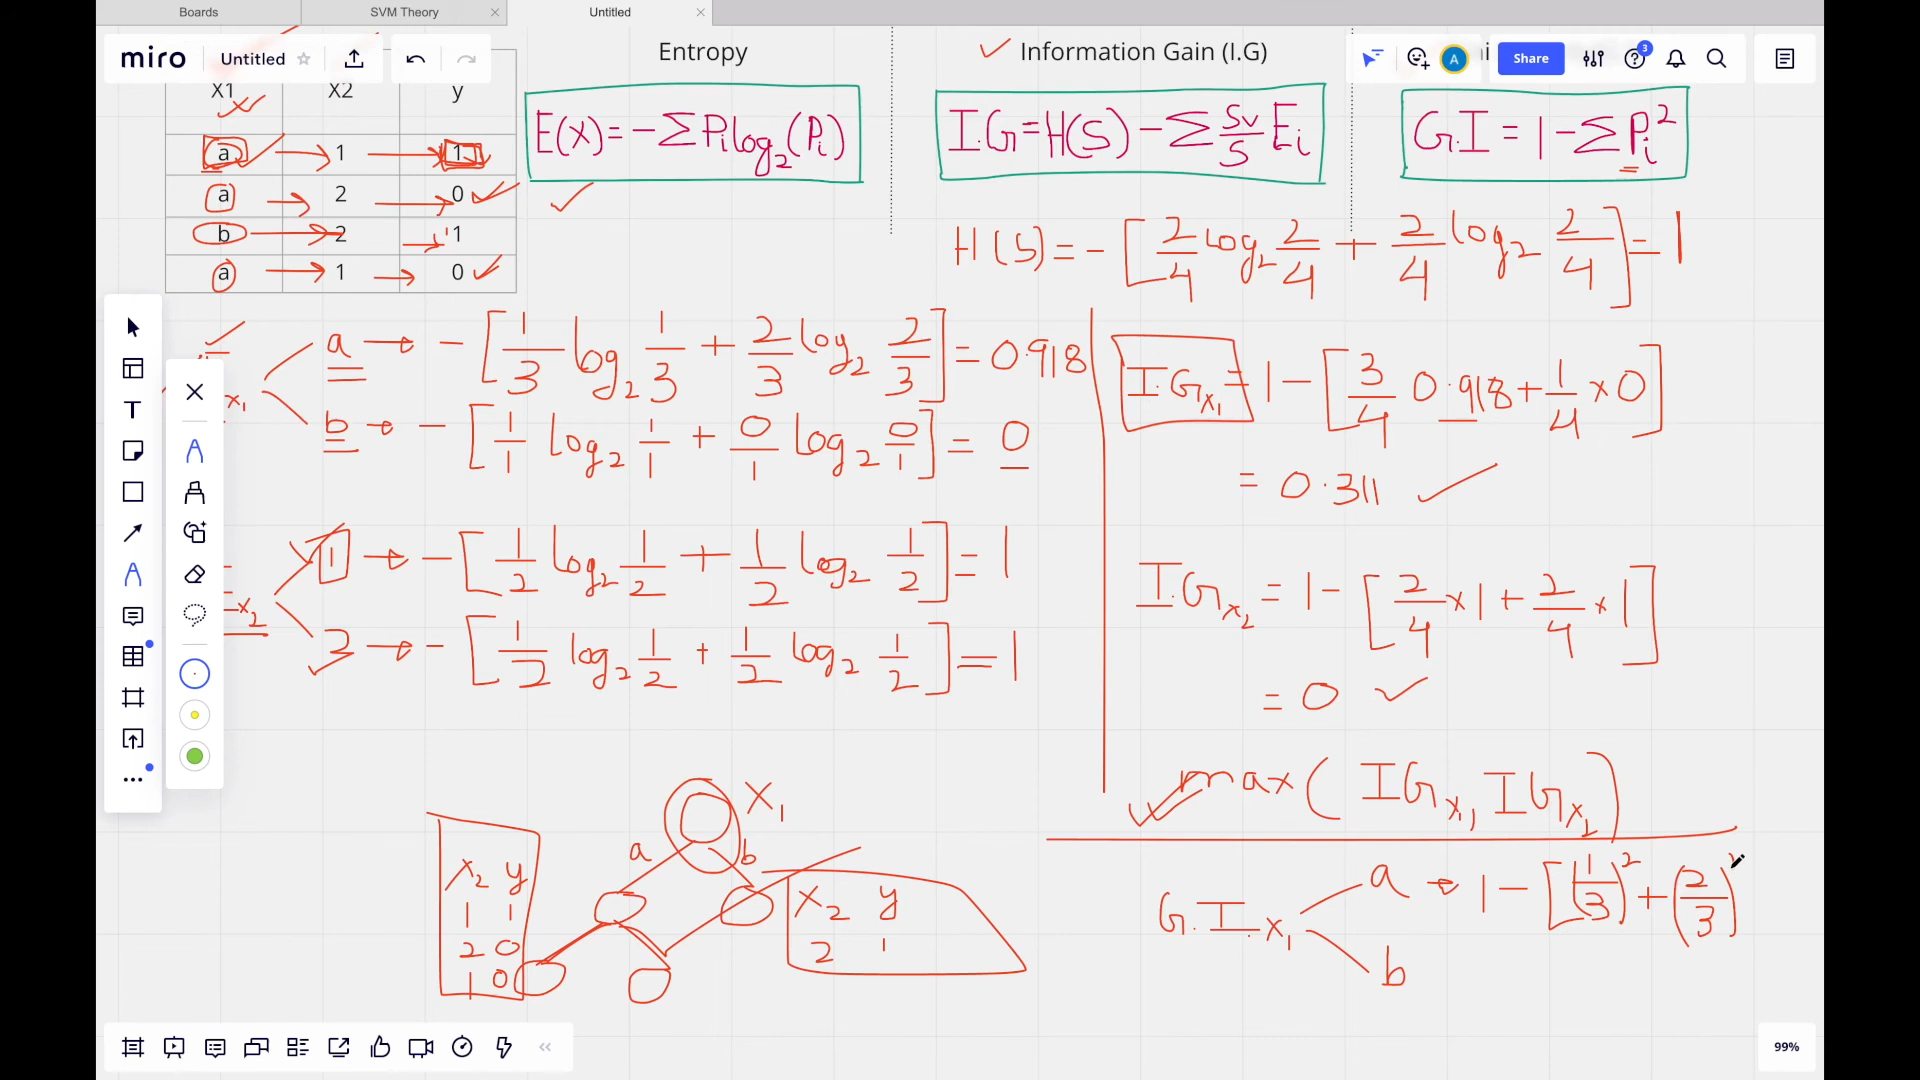 Boards SVM Theory Untitled
miro Untitled
Share 3 A
Entropy Information Gain (I.G)
X1 X2 y
a 1 1
a 2 0
b 2 1
a 1 0
E(X)=-ΣPilog₂(Pi)
I.G=H(S)-Σ Sv/S Ei
G.I=1-ΣPi²
H(S)=-[2/4 log₂ 2/4 + 2/4 log₂ 2/4]=1
x₁ a → -[1/3 log₂ 1/3 + 2/3 log₂ 2/3] = 0.918
b → -[1/1 log₂ 1/1 + 0/1 log₂ 0/1] = 0
x₂ 1 → -[1/2 log₂ 1/2 + 1/2 log₂ 1/2] = 1
2 → -[1/2 log₂ 1/2 + 1/2 log₂ 1/2] = 1
I.Gx₁ = 1-[3/4 0.918+1/4 x 0]
= 0.311
I.Gx₂ = 1-[2/4 x 1 + 2/4 x 1]
= 0
max(IGx₁, IGx₂)
X₁
a b
x₂ y
1 1
2 0
1 0
x₂ y
2 1
G.I.x₁ a → 1-[(1/3)²+(2/3)²
b
T
99%